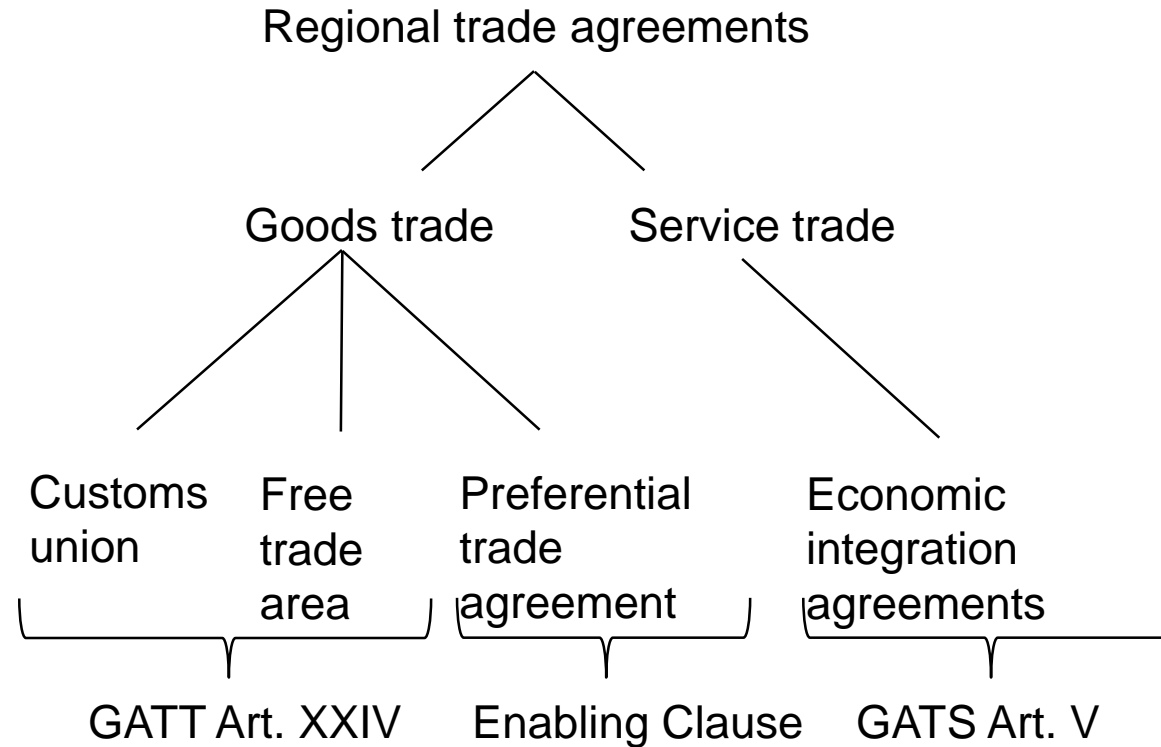 Regional trade agreements
Goods trade
Service trade
Customs
union
Free
trade
area
Preferential
trade
agreement
Economic
integration
agreements
GATT Art. XXIV
Enabling Clause
GATS Art. V